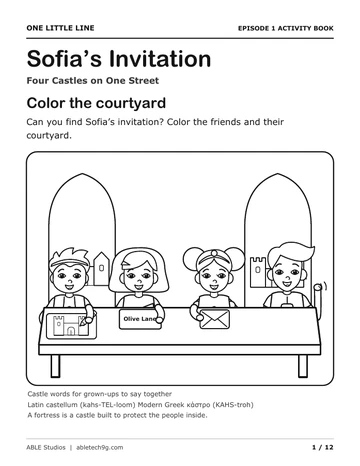 ONE LITTLE LINE
EPISODE 1 ACTIVITY BOOK
Sofia's Invitation
Four Castles on One Street
Color the courtyard
Can you find Sofia's invitation? Color the friends and their
courtyard.
Olive Lane
Castle words for grown-ups to say together
Latin castellum (kahs-TEL-loom) Modern Greek κάστρο (KAHS-troh)
A fortress is a castle built to protect the people inside.
ABLE Studios | abletech9g.com
1 / 12